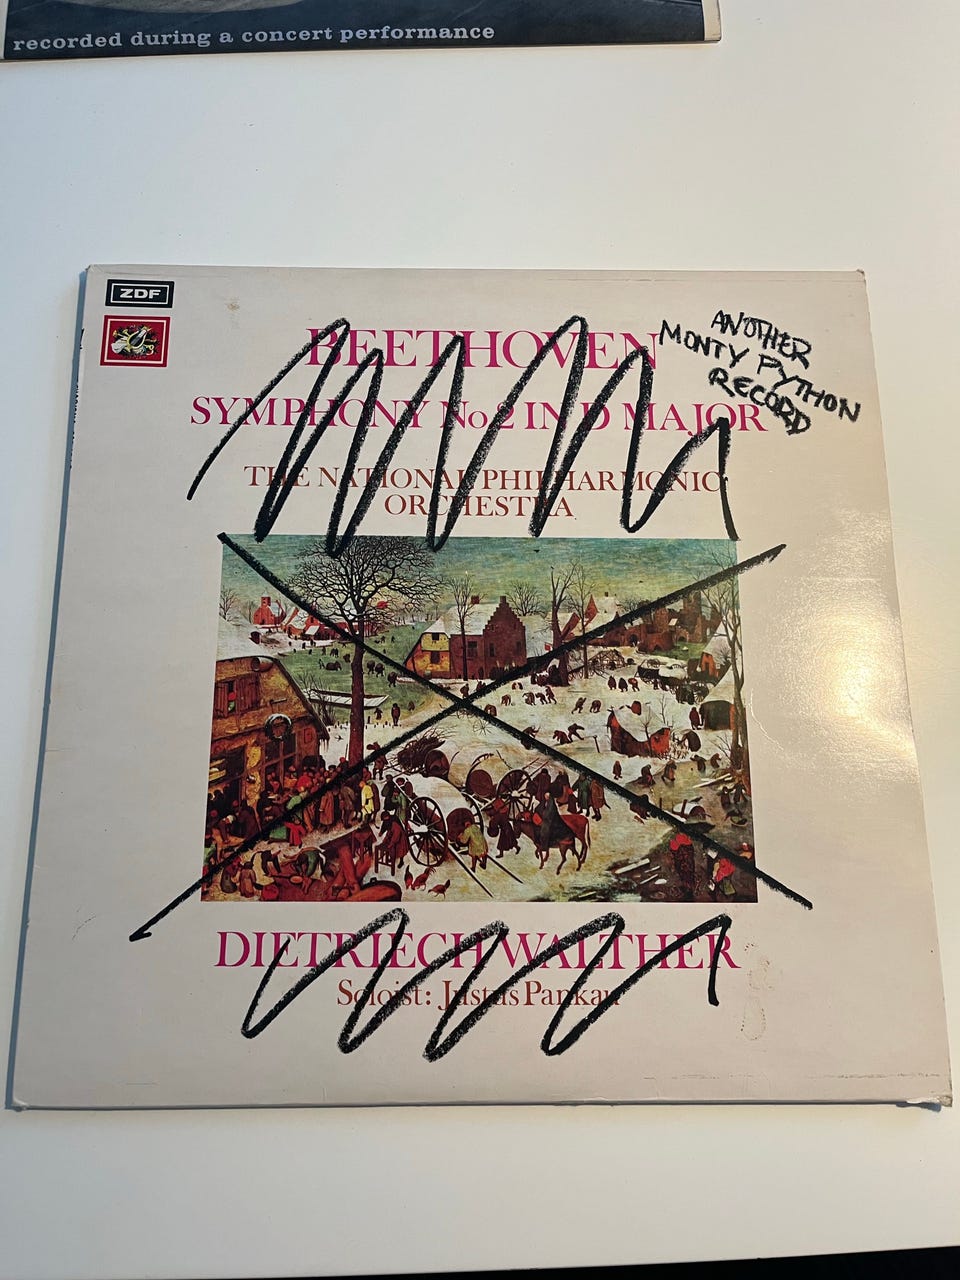 recorded during a concert performance
ZDF
BEETHOVEN
SYMPHONY No 2 IN D MAJOR
THE NATIONAL PHILHARMONIC
ORCHESTRA
ANOTHER
MONTY PYTHON
RECORD
DIETRIECH WALTHER
Soloist: Justus Pankau